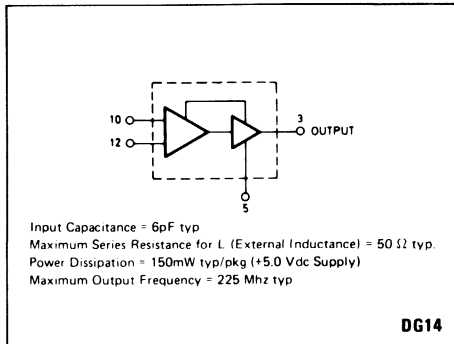 10
12
3 OUTPUT
5
Input Capacitance = 6pF typ
Maximum Series Resistance for L (External Inductance) = 50 Ω typ.
Power Dissipation = 150mW typ/pkg (+5.0 Vdc Supply)
Maximum Output Frequency = 225 Mhz typ
DG14